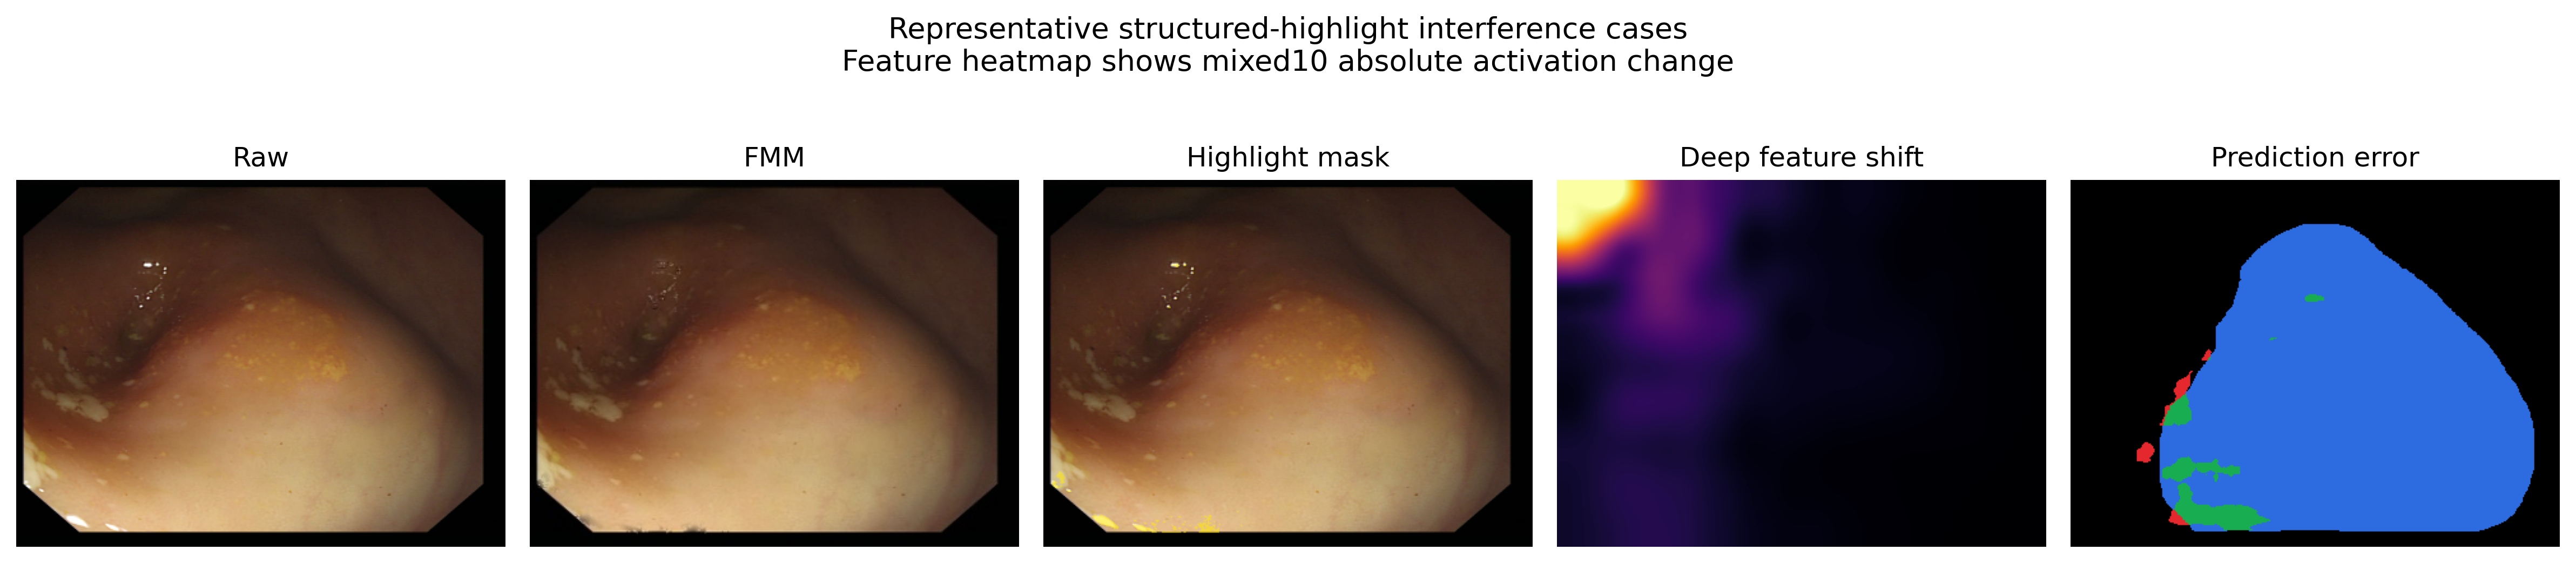 Representative structured-highlight interference cases
Feature heatmap shows mixed10 absolute activation change
Raw
FMM
Highlight mask
Deep feature shift
Prediction error